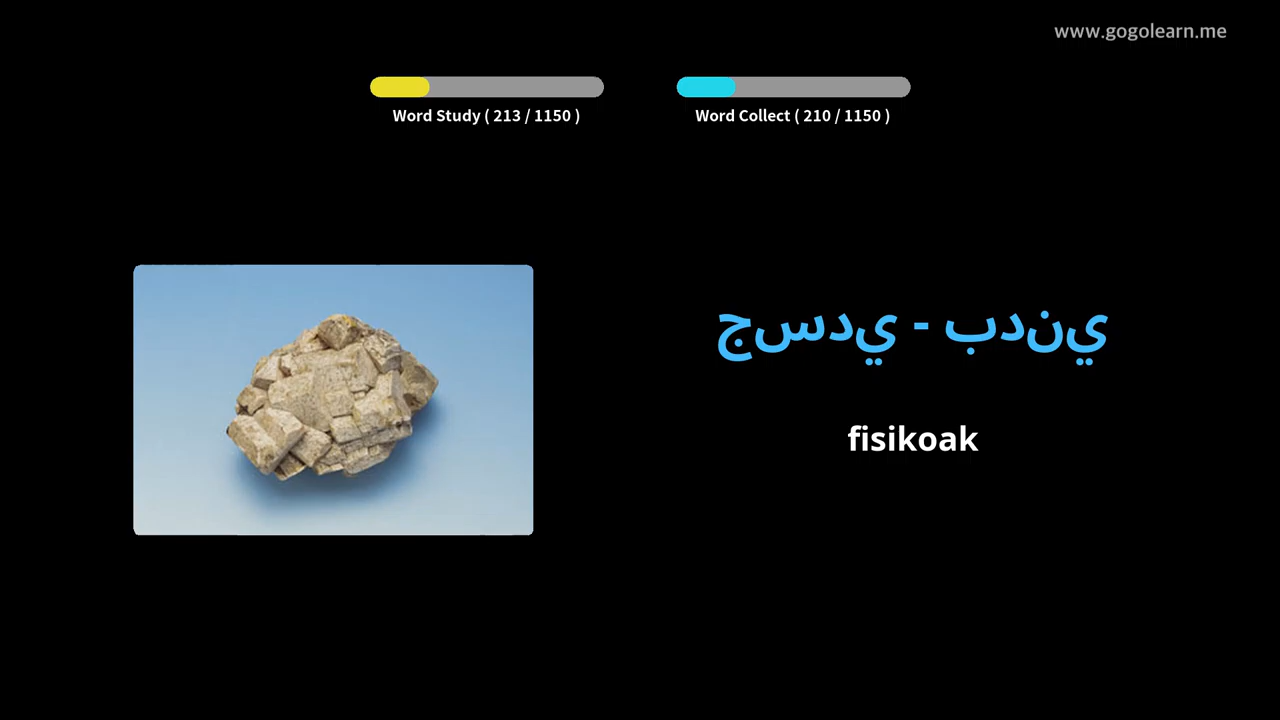 www.gogolearn.me
Word Study ( 213 / 1150 )
Word Collect ( 210 / 1150 )
جسدي - بدني
fisikoak